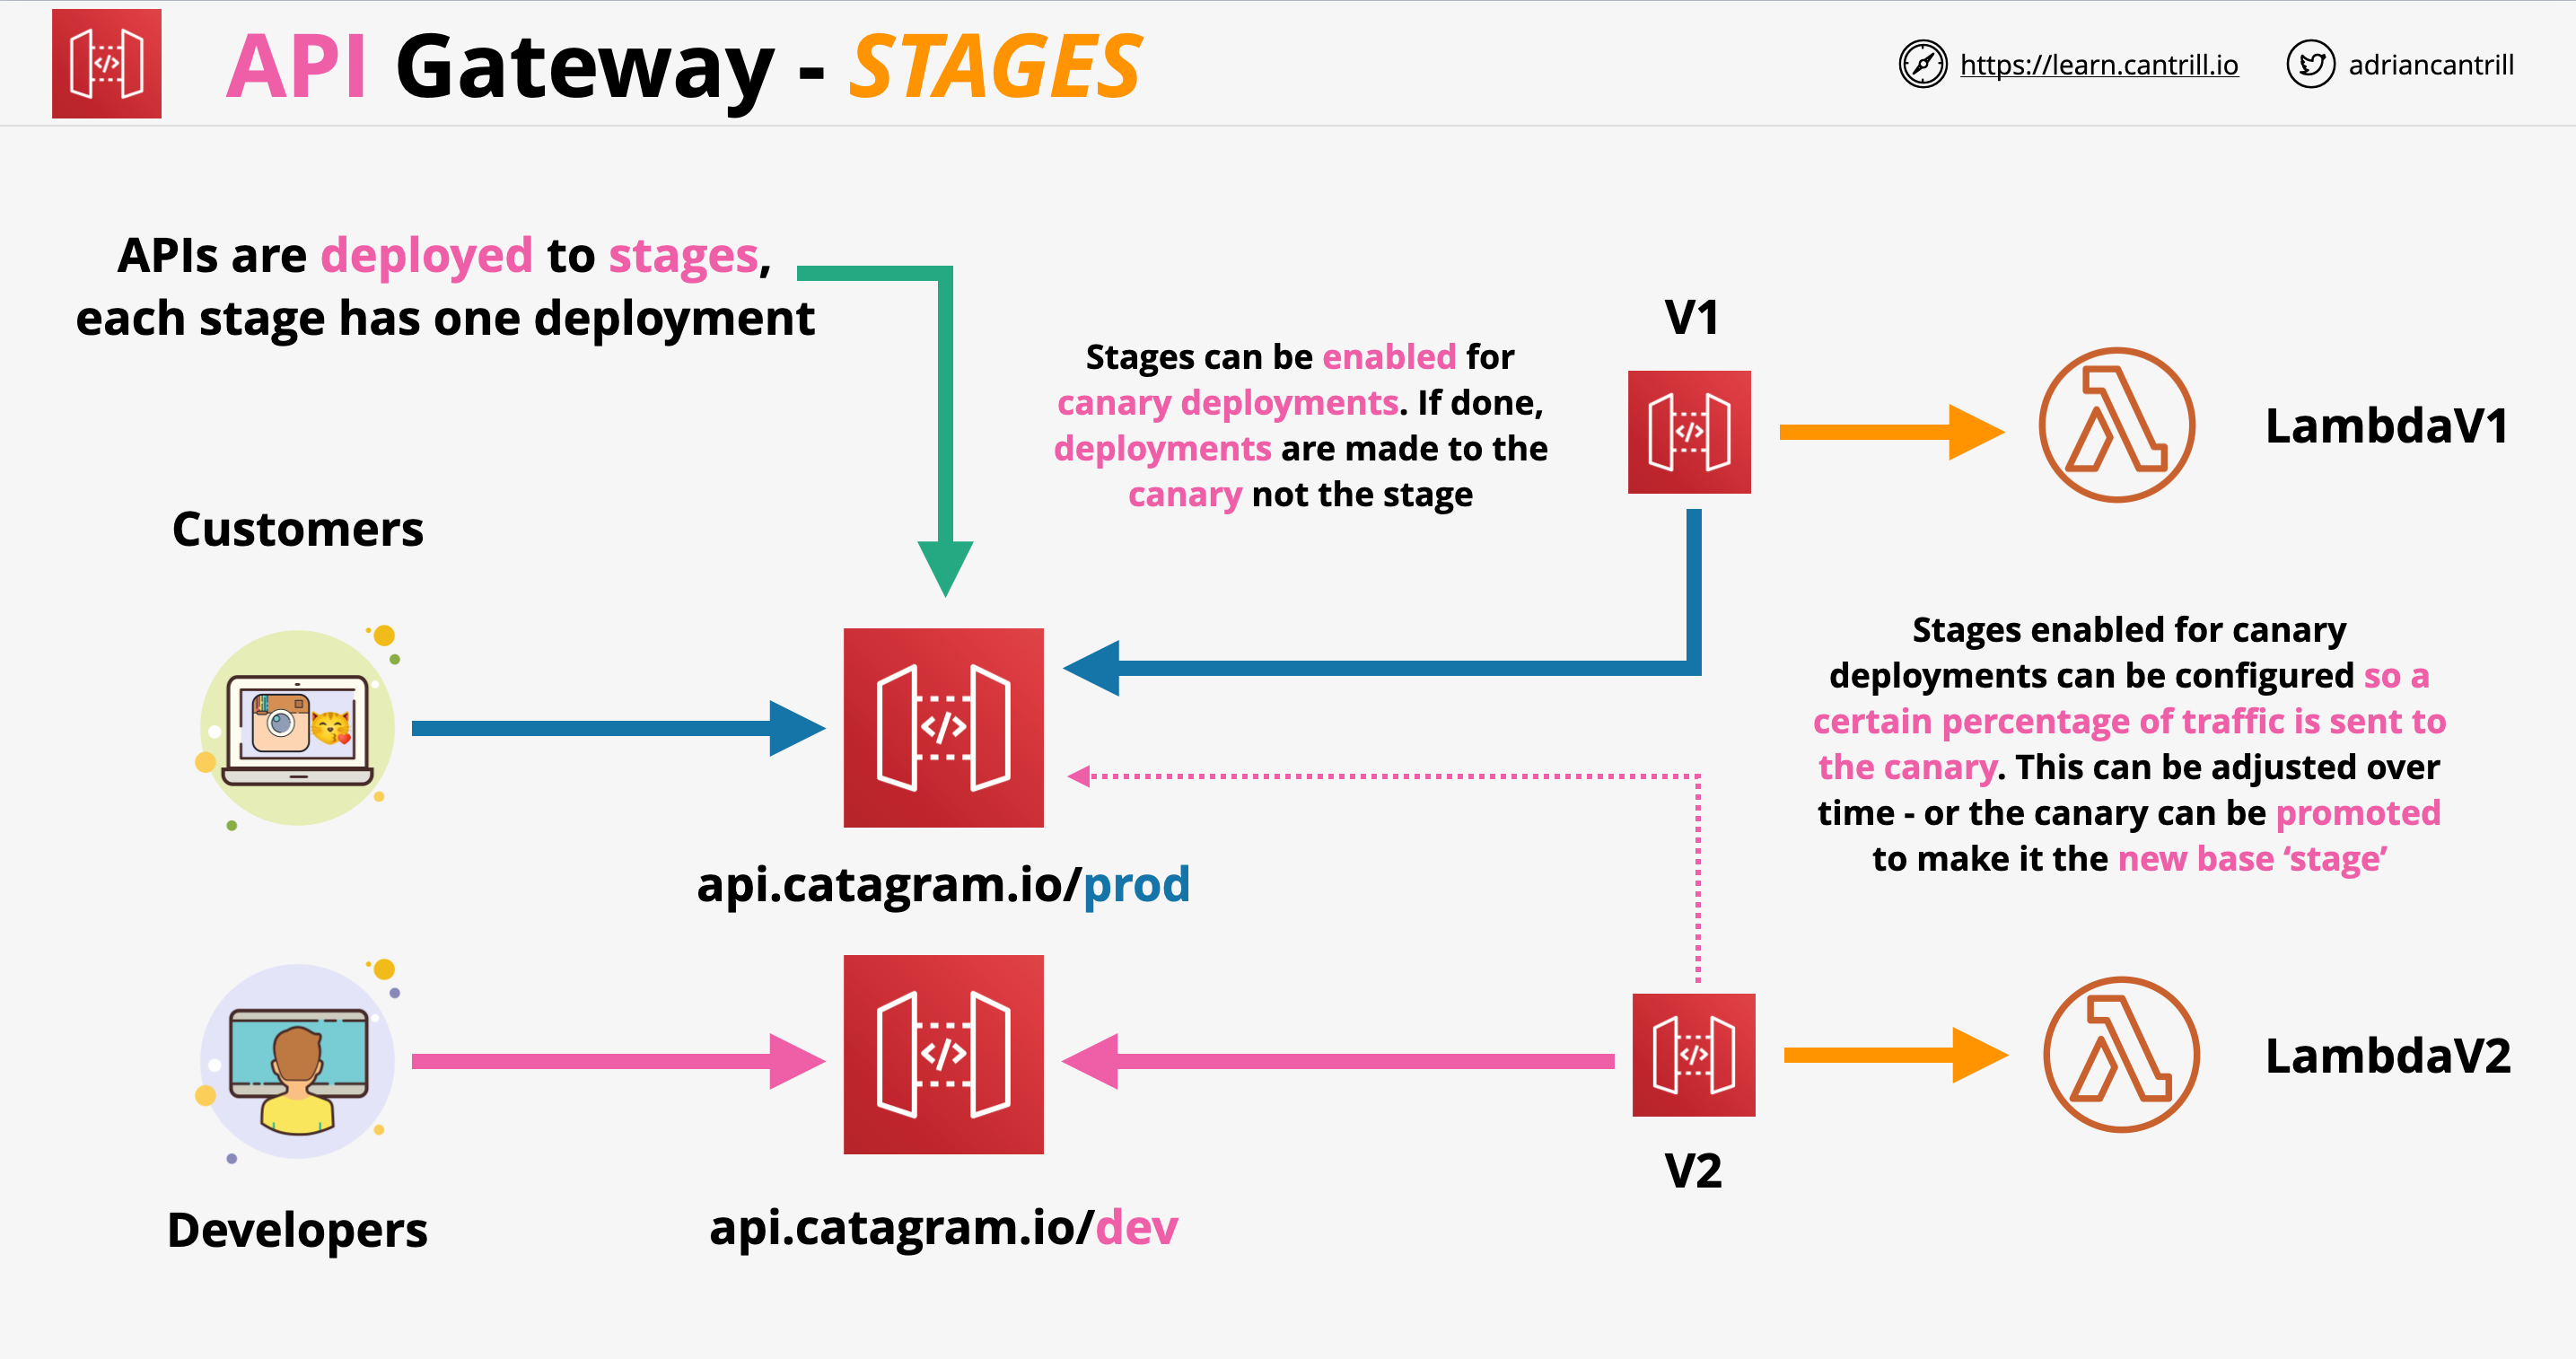 API Gateway - STAGES
https://learn.cantrill.io
adriancantrill
APIs are deployed to stages,
each stage has one deployment
Stages can be enabled for
canary deployments. If done,
deployments are made to the
canary not the stage
V1
LambdaV1
Customers
Stages enabled for canary
deployments can be configured so a
certain percentage of traffic is sent to
the canary. This can be adjusted over
time - or the canary can be promoted
to make it the new base ‘stage’
api.catagram.io/prod
LambdaV2
V2
Developers
api.catagram.io/dev